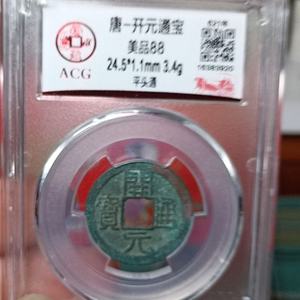 唐-开元通宝
美品88
24.5*1.1mm 3.4g
平头通
ACG
開
寶 通
元